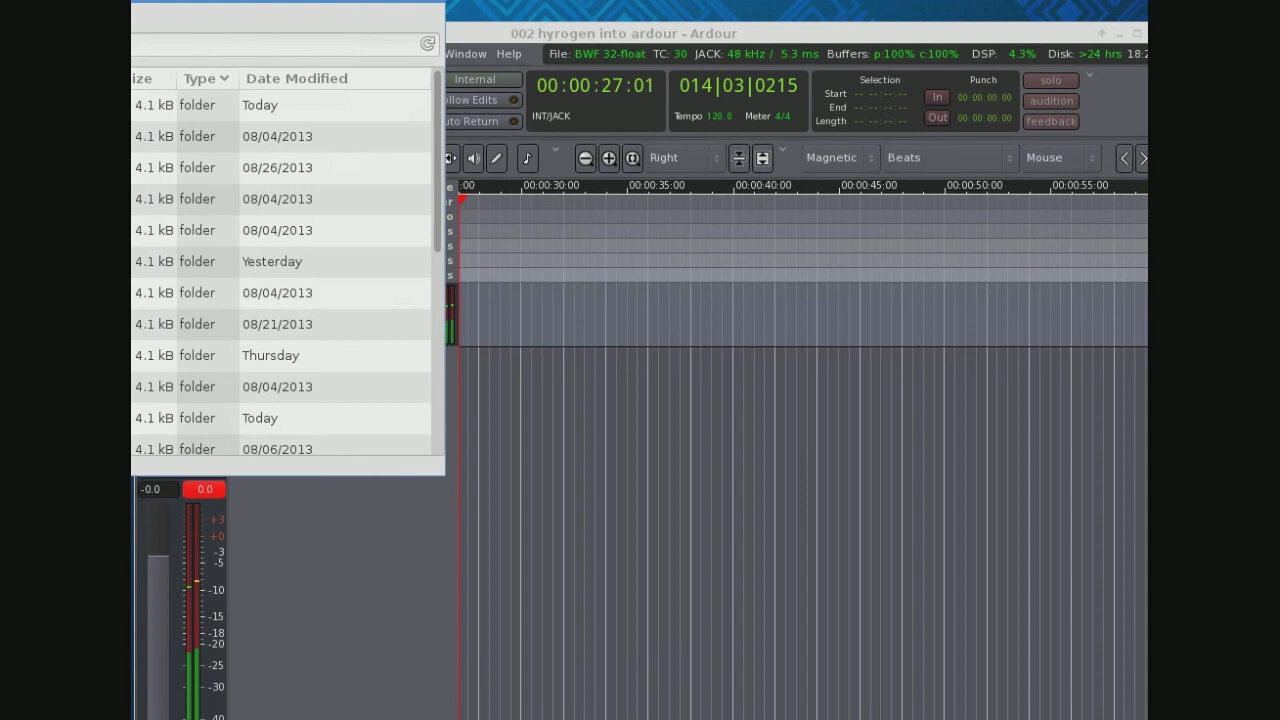 002 hyrogen into ardour - Ardour
Window Help File: BWF 32-float TC: 30 JACK: 48 kHz / 5.3 ms Buffers: p:100% c:100% DSP: 4.3% Disk: >24 hrs 18:2
ize Type Date Modified
4.1 kB folder Today
4.1 kB folder 08/04/2013
4.1 kB folder 08/26/2013
4.1 kB folder 08/04/2013
4.1 kB folder 08/04/2013
4.1 kB folder Yesterday
4.1 kB folder 08/04/2013
4.1 kB folder 08/21/2013
4.1 kB folder Thursday
4.1 kB folder 08/04/2013
4.1 kB folder Today
4.1 kB folder 08/06/2013
Internal
ollow Edits
uto Return
00:00:27:01
INT/JACK
014|03|0215
Tempo 120.0 Meter 4/4
Selection
Start -- -- -- --
End -- -- -- --
Length -- -- -- --
Punch
In 00:00:00:00
Out 00:00:00:00
solo
audition
feedback
Right Magnetic Beats Mouse
e :00 00:00:30:00 00:00:35:00 00:00:40:00 00:00:45:00 00:00:50:00 00:00:55:00
r
o
s
s
s
s
-0.0 0.0
+3
+0
-3
-5
-10
-15
-18
-20
-25
-30
-40